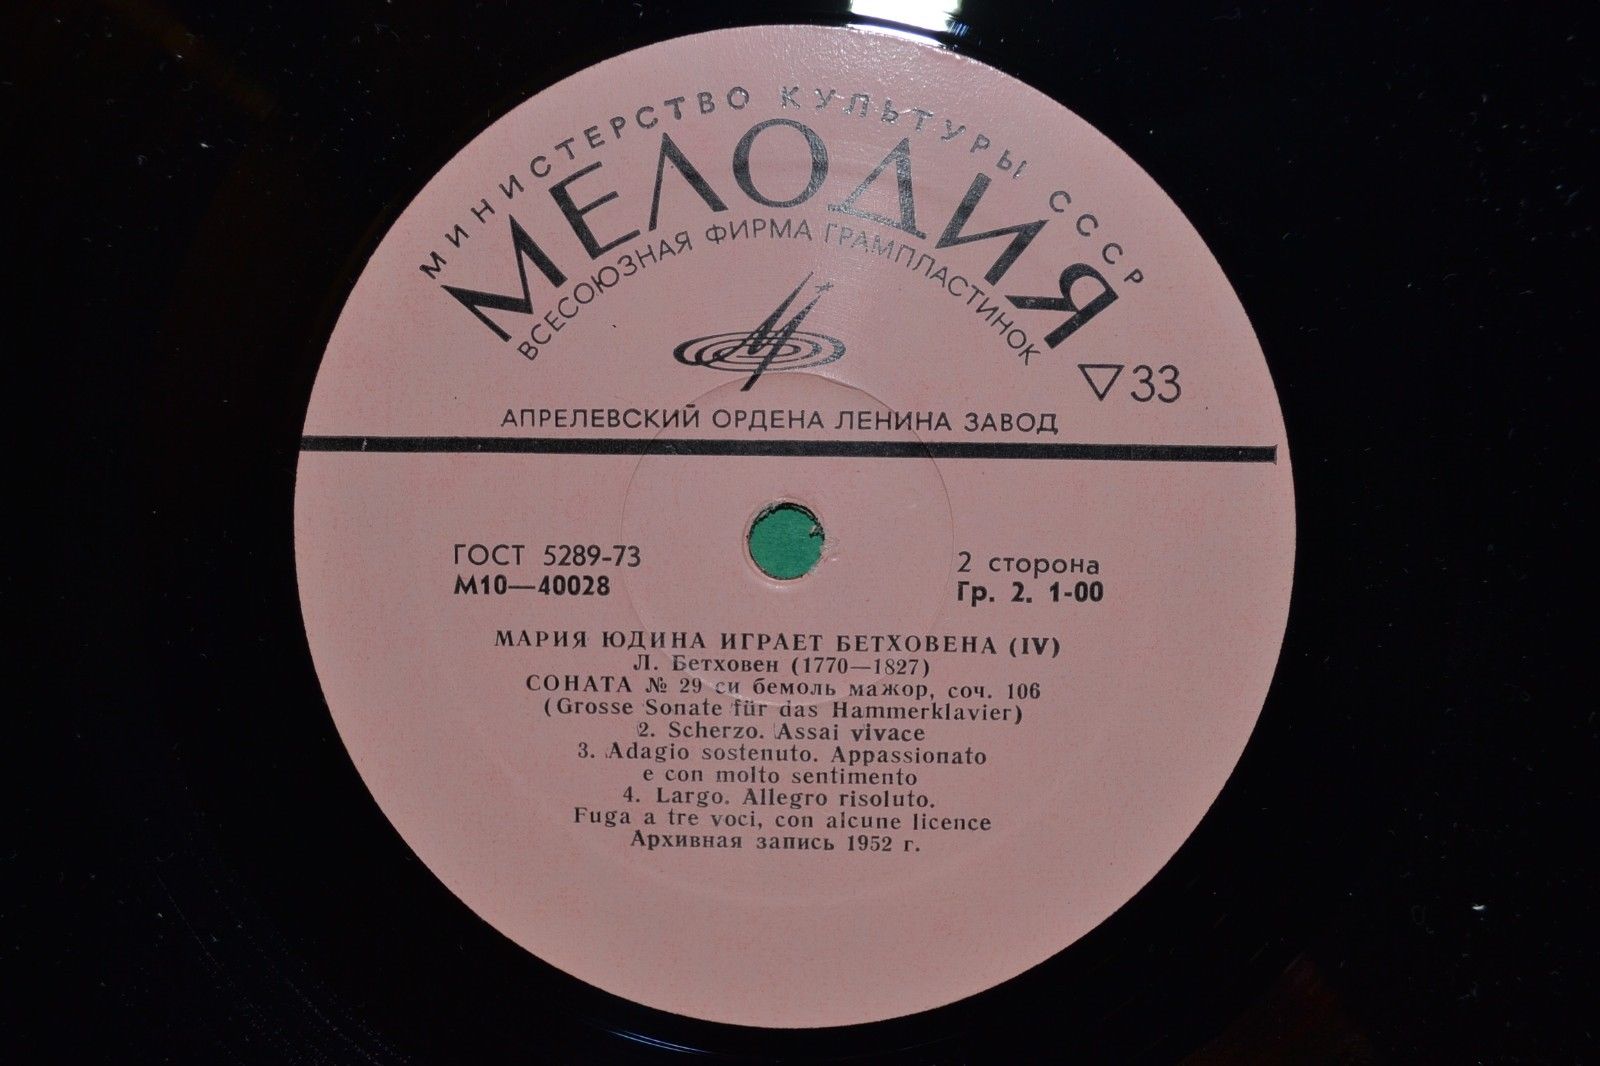 МИНИСТЕРСТВО КУЛЬТУРЫ СССР
МЕЛОДИЯ
ВСЕСОЮЗНАЯ ФИРМА ГРАМПЛАСТИНОК
33
АПРЕЛЕВСКИЙ ОРДЕНА ЛЕНИНА ЗАВОД
ГОСТ 5289-73
М10—40028
2 сторона
Гр. 2. 1-00
МАРИЯ ЮДИНА ИГРАЕТ БЕТХОВЕНА (IV)
Л. Бетховен (1770—1827)
СОНАТА № 29 си бемоль мажор, соч. 106
(Grosse Sonate für das Hammerklavier)
2. Scherzo. Assai vivace
3. Adagio sostenuto. Appassionato
e con molto sentimento
4. Largo. Allegro risoluto.
Fuga a tre voci, con alcune licence
Архивная запись 1952 г.